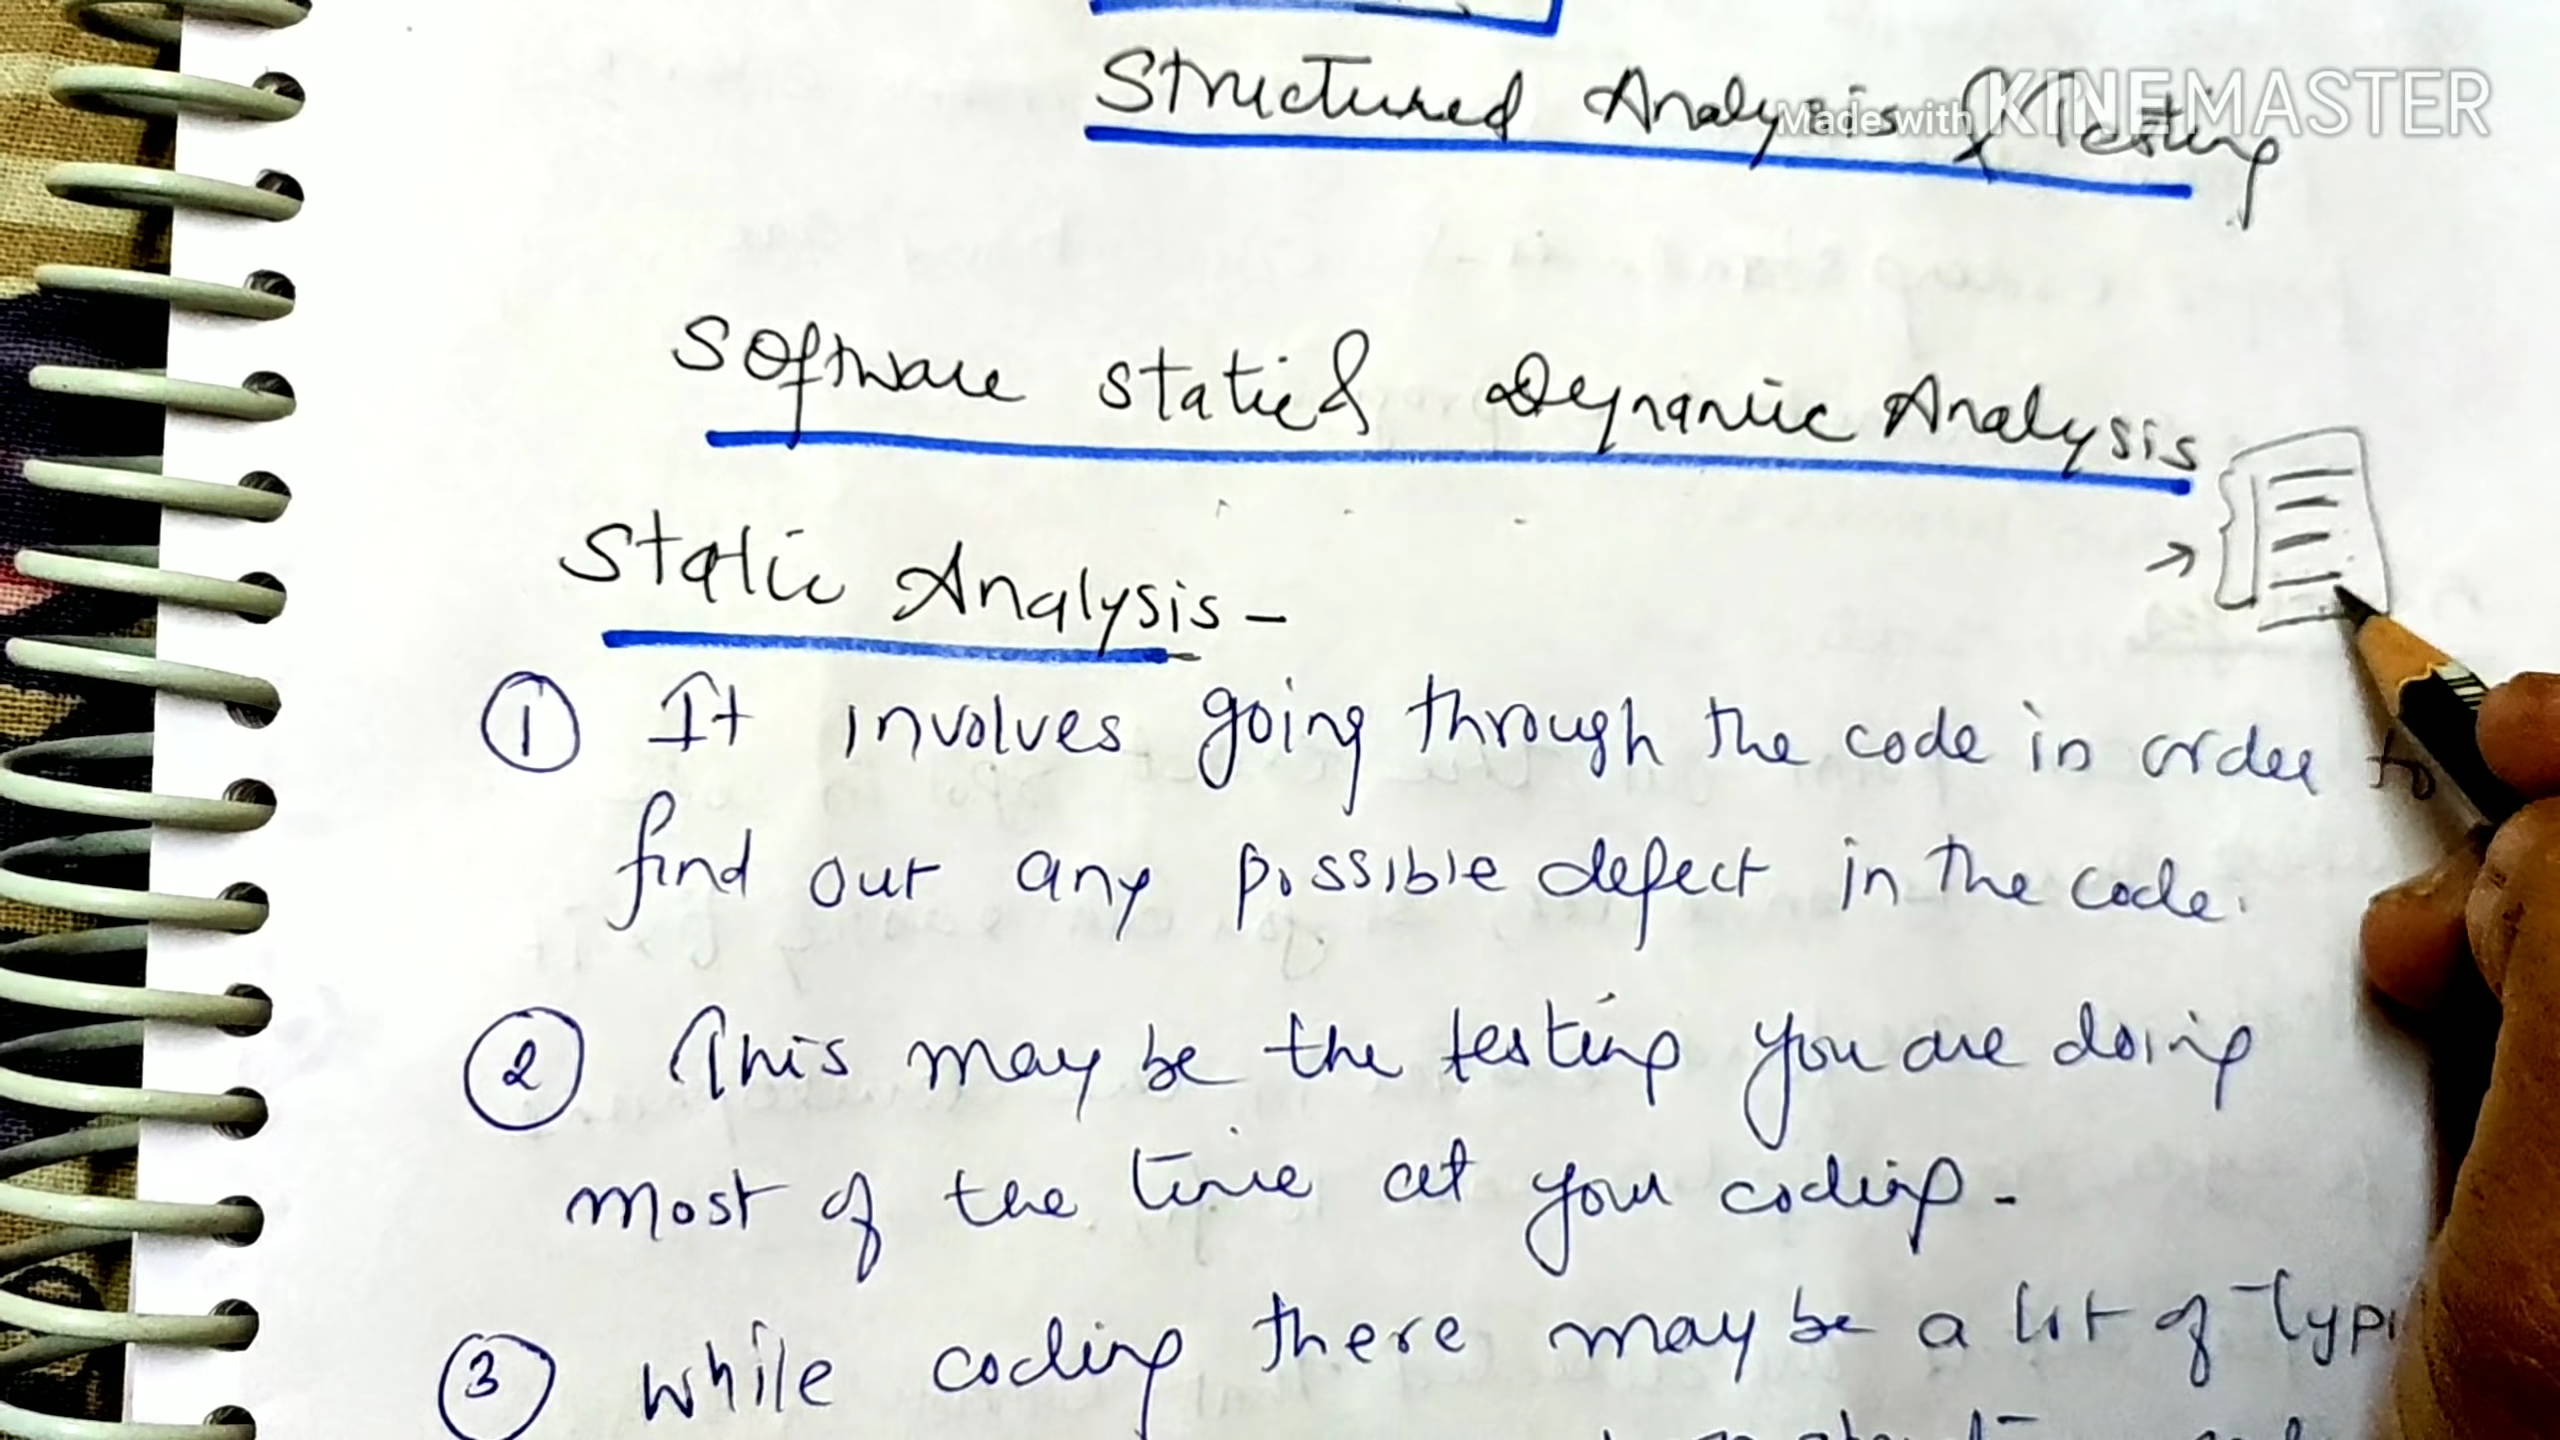 Structured Analysis & Testing
Made with KINEMASTER
Software Static & Dynamic Analysis
Static Analysis -
① It involves going through the code in order to
find out any possible defect in the code.
② This may be the testing you are doing
most of the time at your coding.
③ While coding there may be a lot of